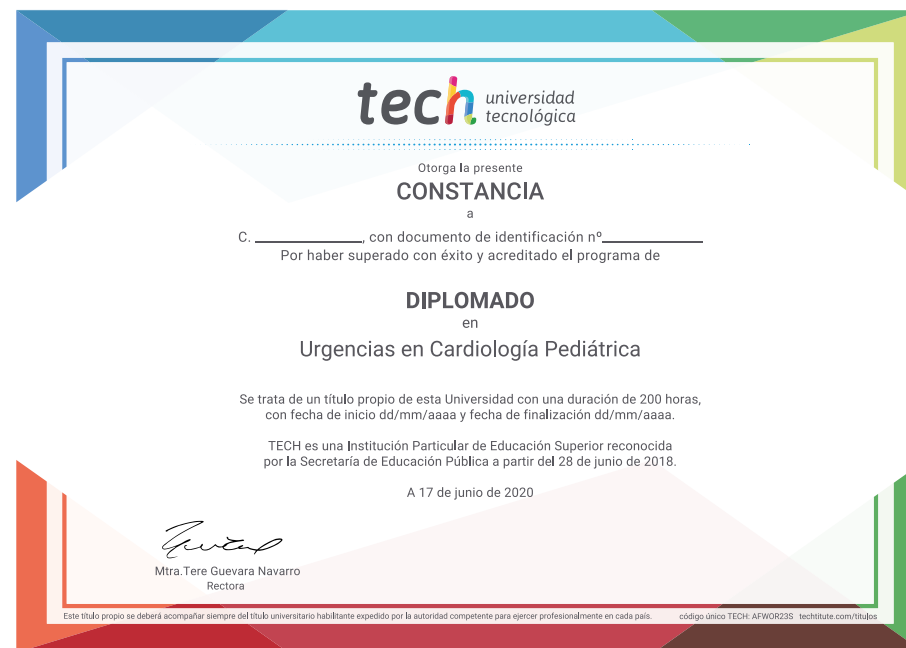 tech universidad
tecnológica
Otorga la presente
CONSTANCIA
a
C. ____________, con documento de identificación nº____________
Por haber superado con éxito y acreditado el programa de
DIPLOMADO
en
Urgencias en Cardiología Pediátrica
Se trata de un título propio de esta Universidad con una duración de 200 horas,
con fecha de inicio dd/mm/aaaa y fecha de finalización dd/mm/aaaa.
TECH es una Institución Particular de Educación Superior reconocida
por la Secretaría de Educación Pública a partir del 28 de junio de 2018.
A 17 de junio de 2020
Mtra.Tere Guevara Navarro
Rectora
Este título propio se deberá acompañar siempre del título universitario habilitante expedido por la autoridad competente para ejercer profesionalmente en cada país. código único TECH: AFWOR23S techtitute.com/titulos